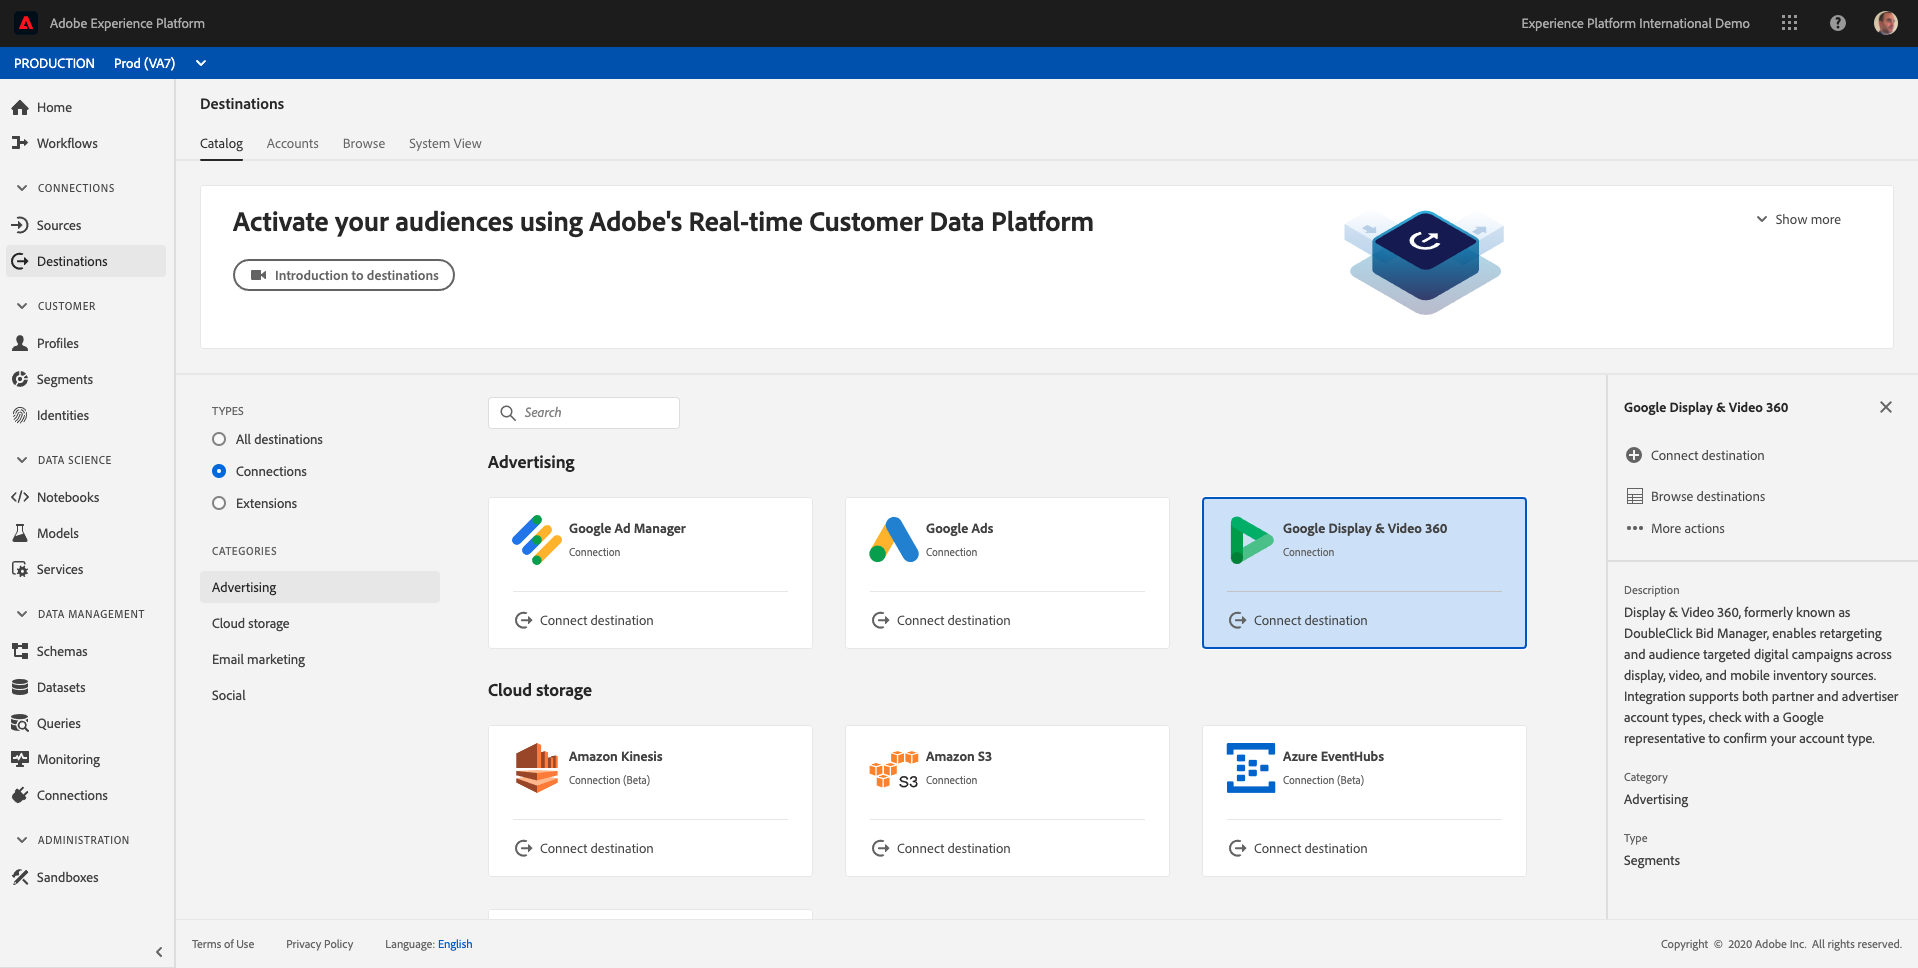 Adobe Experience Platform
Experience Platform International Demo
PRODUCTION Prod (VA7)
Home
Workflows
CONNECTIONS
Sources
Destinations
CUSTOMER
Profiles
Segments
Identities
DATA SCIENCE
Notebooks
Models
Services
DATA MANAGEMENT
Schemas
Datasets
Queries
Monitoring
Connections
ADMINISTRATION
Sandboxes
Destinations
Catalog Accounts Browse System View
Activate your audiences using Adobe's Real-time Customer Data Platform
Show more
Introduction to destinations
TYPES
All destinations
Connections
Extensions
CATEGORIES
Advertising
Cloud storage
Email marketing
Social
Search
Advertising
Google Ad Manager
Connection
Connect destination
Google Ads
Connection
Connect destination
Google Display & Video 360
Connection
Connect destination
Cloud storage
Amazon Kinesis
Connection (Beta)
Connect destination
S3
Amazon S3
Connection
Connect destination
Azure EventHubs
Connection (Beta)
Connect destination
Google Display & Video 360
Connect destination
Browse destinations
More actions
Description
Display & Video 360, formerly known as
DoubleClick Bid Manager, enables retargeting
and audience targeted digital campaigns across
display, video, and mobile inventory sources.
Integration supports both partner and advertiser
account types, check with a Google
representative to confirm your account type.
Category
Advertising
Type
Segments
Terms of Use Privacy Policy Language: English
Copyright © 2020 Adobe Inc. All rights reserved.